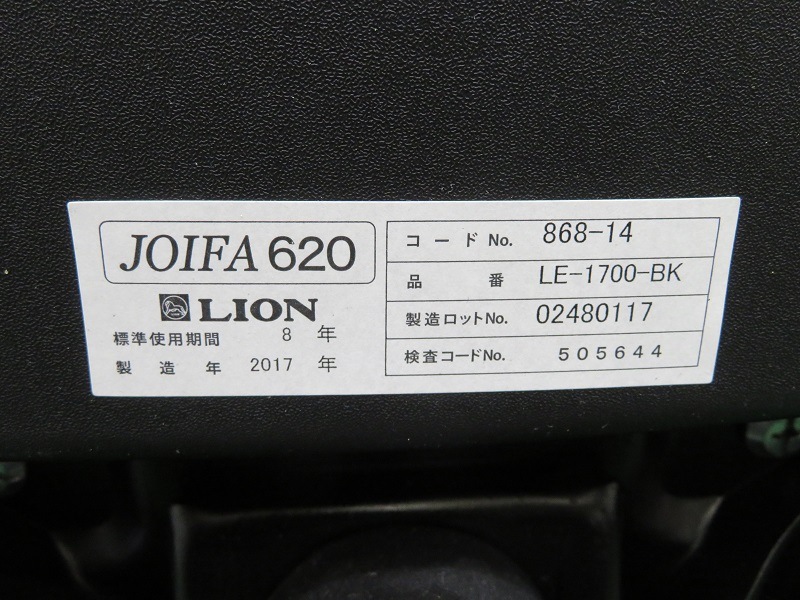 JOIFA 620
LION
標準使用期間 8 年
製造年 2017 年
コードNo. 868-14
品番 LE-1700-BK
製造ロットNo. 02480117
検査コードNo. 505644